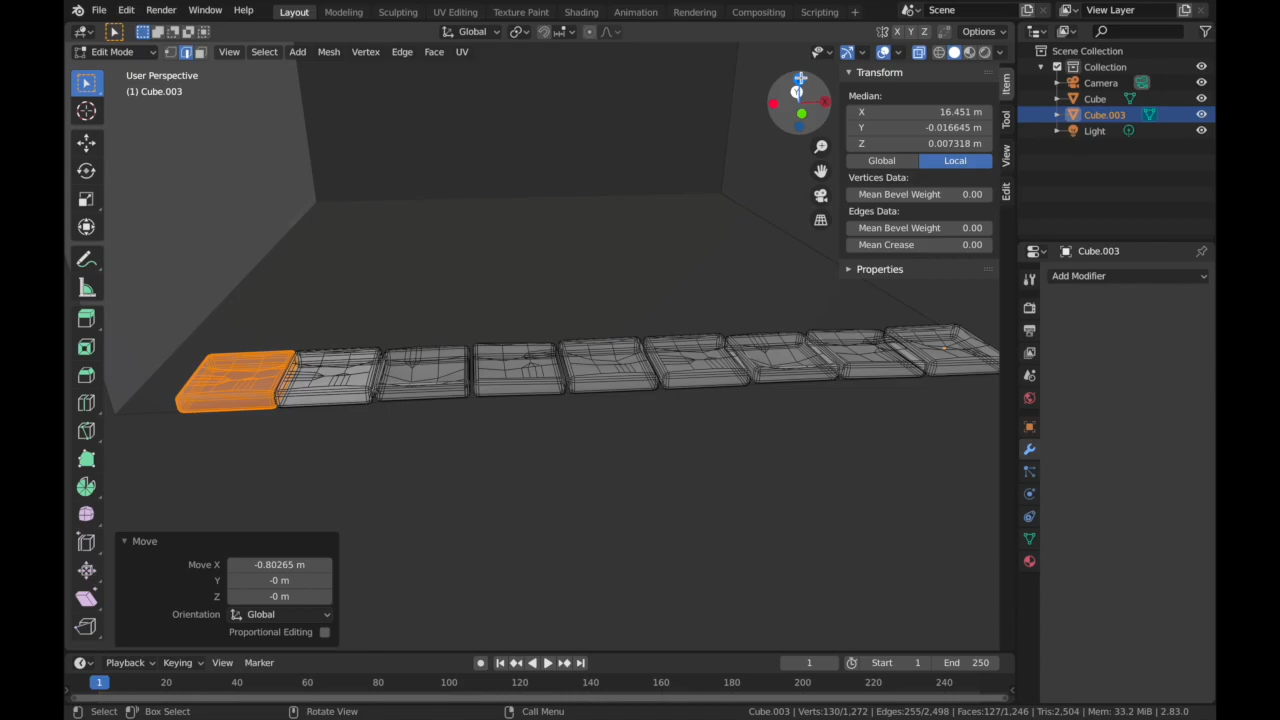 File Edit Render Window Help Layout Modeling Sculpting UV Editing Texture Paint Shading Animation Rendering Compositing Scripting + Scene View Layer
Global X Y Z Options
Edit Mode View Select Add Mesh Vertex Edge Face UV
User Perspective
(1) Cube.003
Y
X
Transform
Median:
X 16.451 m
Y -0.016645 m
Z 0.007318 m
Global Local
Vertices Data:
Mean Bevel Weight 0.00
Edges Data:
Mean Bevel Weight 0.00
Mean Crease 0.00
Properties
Item
Tool
View
Edit
Scene Collection
Collection
Camera
Cube
Cube.003
Light
Cube.003
Add Modifier
Move
Move X -0.80265 m
Y -0 m
Z -0 m
Orientation Global
Proportional Editing
Playback Keying View Marker 1 Start 1 End 250
1 20 40 60 80 100 120 140 160 180 200 220 240
Select Box Select Rotate View Call Menu Cube.003 | Verts:130/1,272 | Edges:255/2,498 | Faces:127/1,246 | Tris:2,504 | Mem: 33.2 MiB | 2.83.0